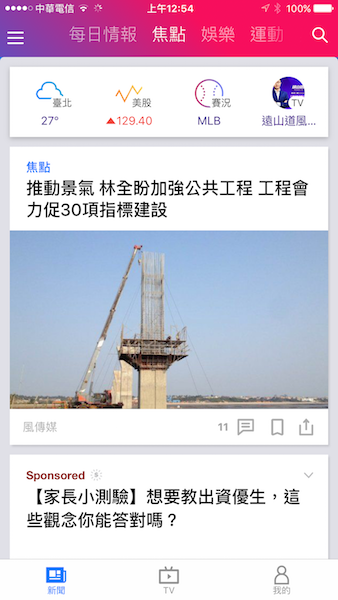 中華電信 上午12:54 100%
每日情報 焦點 娛樂 運動
臺北 美股 賽況 TV
27° ▲129.40 MLB 遠山道風...
焦點
推動景氣 林全盼加強公共工程 工程會
力促30項指標建設
風傳媒 11
Sponsored
【家長小測驗】想要教出資優生，這
些觀念你能答對嗎？
新聞 TV 我的